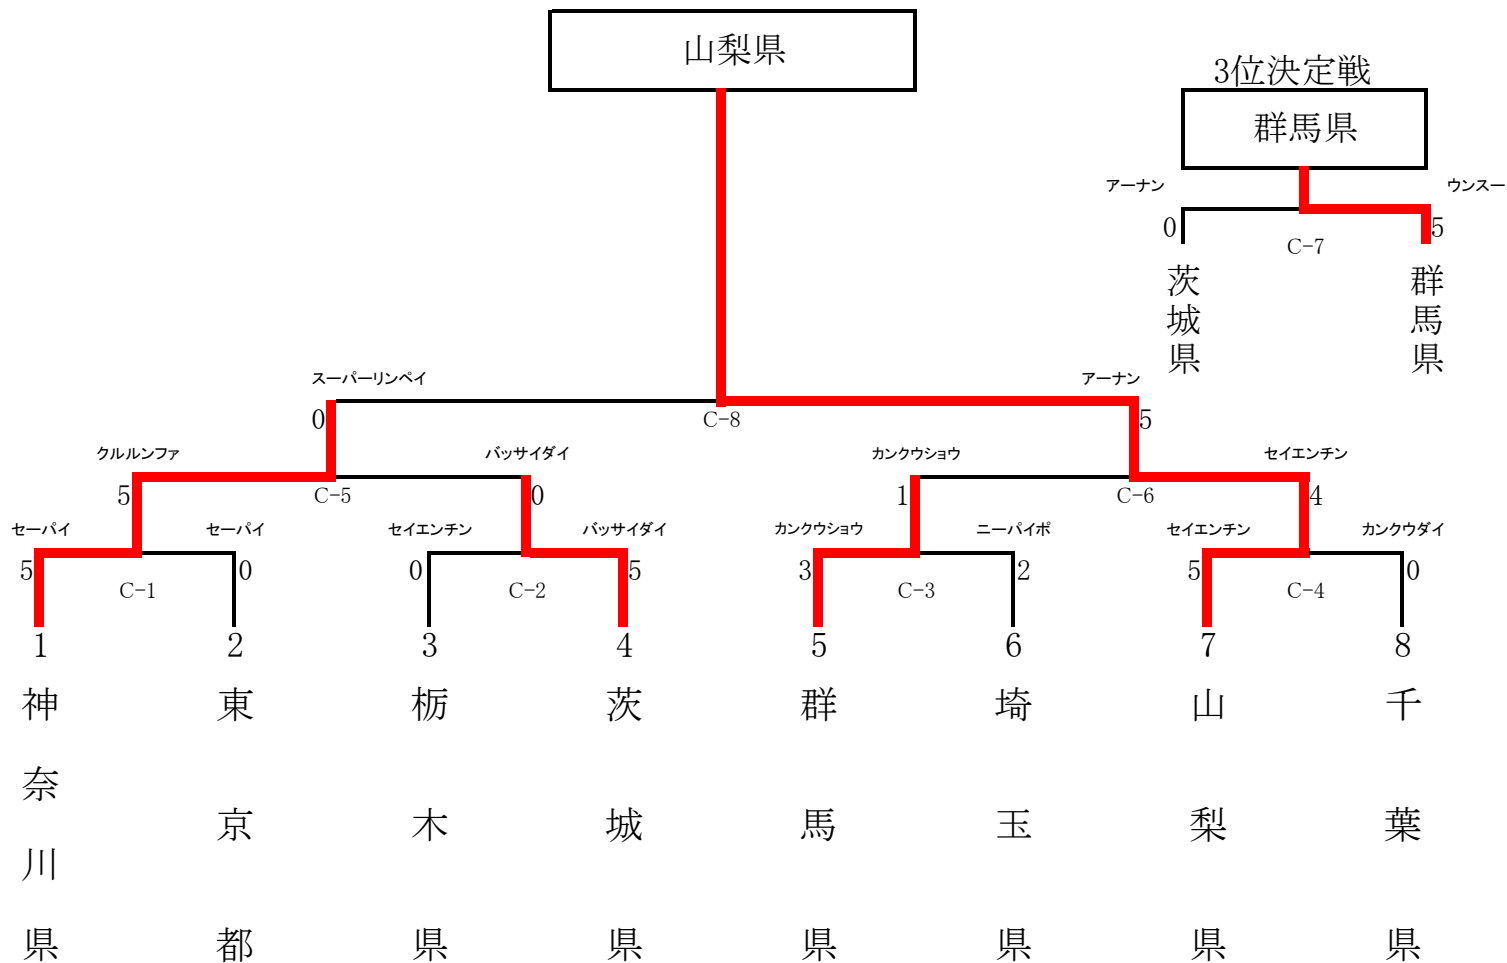 山梨県
3位決定戦
群馬県
アーナン ウンスー
0 5
C-7
茨城県 群馬県
スーパーリンペイ アーナン
0 5
C-8
クルルンファ バッサイダイ カンクウショウ セイエンチン
5 0 1 4
C-5 C-6
セーパイ セーパイ セイエンチン バッサイダイ カンクウショウ ニーパイポ セイエンチン カンクウダイ
5 0 0 5 3 2 5 0
C-1 C-2 C-3 C-4
1 2 3 4 5 6 7 8
神奈川県 東京都 栃木県 茨城県 群馬県 埼玉県 山梨県 千葉県